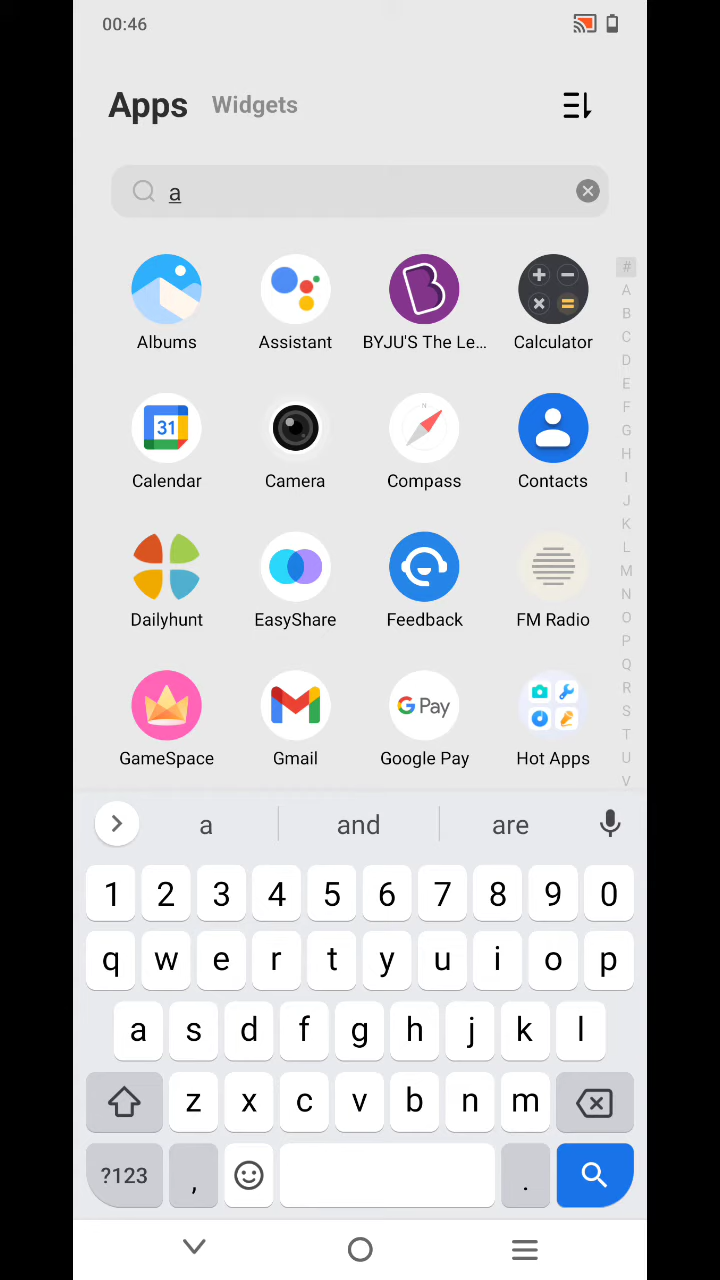 00:46
Apps Widgets
a
Albums Assistant BYJU'S The Le... Calculator
31
N
Calendar Camera Compass Contacts
Dailyhunt EasyShare Feedback FM Radio
G Pay
GameSpace Gmail Google Pay Hot Apps
#
A
B
C
D
E
F
G
H
I
J
K
L
M
N
O
P
Q
R
S
T
U
V
a and are
1 2 3 4 5 6 7 8 9 0
q w e r t y u i o p
a s d f g h j k l
z x c v b n m
?123 , .